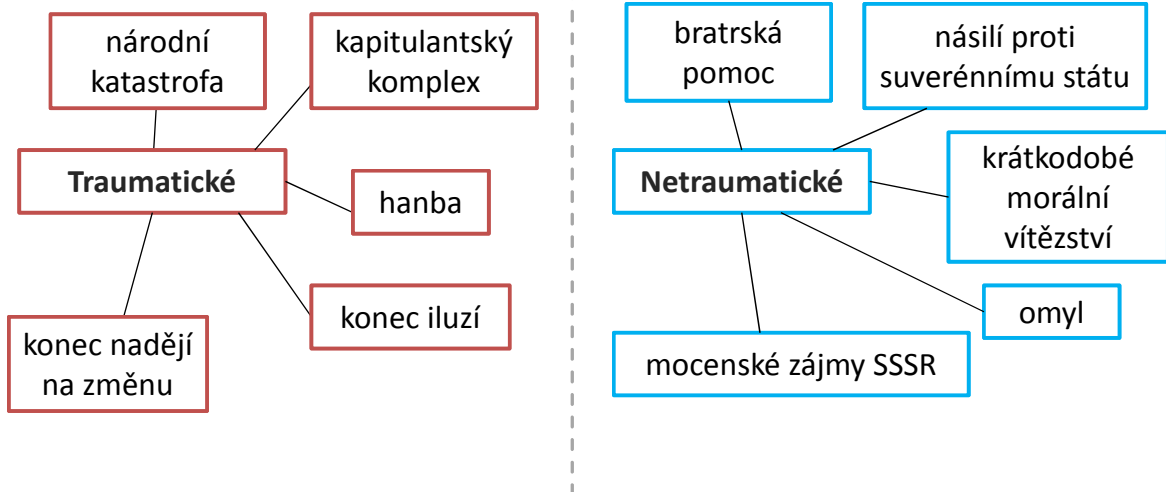 národní
katastrofa
kapitulantský
komplex
Traumatické
hanba
konec iluzí
konec nadějí
na změnu
bratrská
pomoc
násilí proti
suverénnímu státu
Netraumatické
krátkodobé
morální
vítězství
omyl
mocenské zájmy SSSR